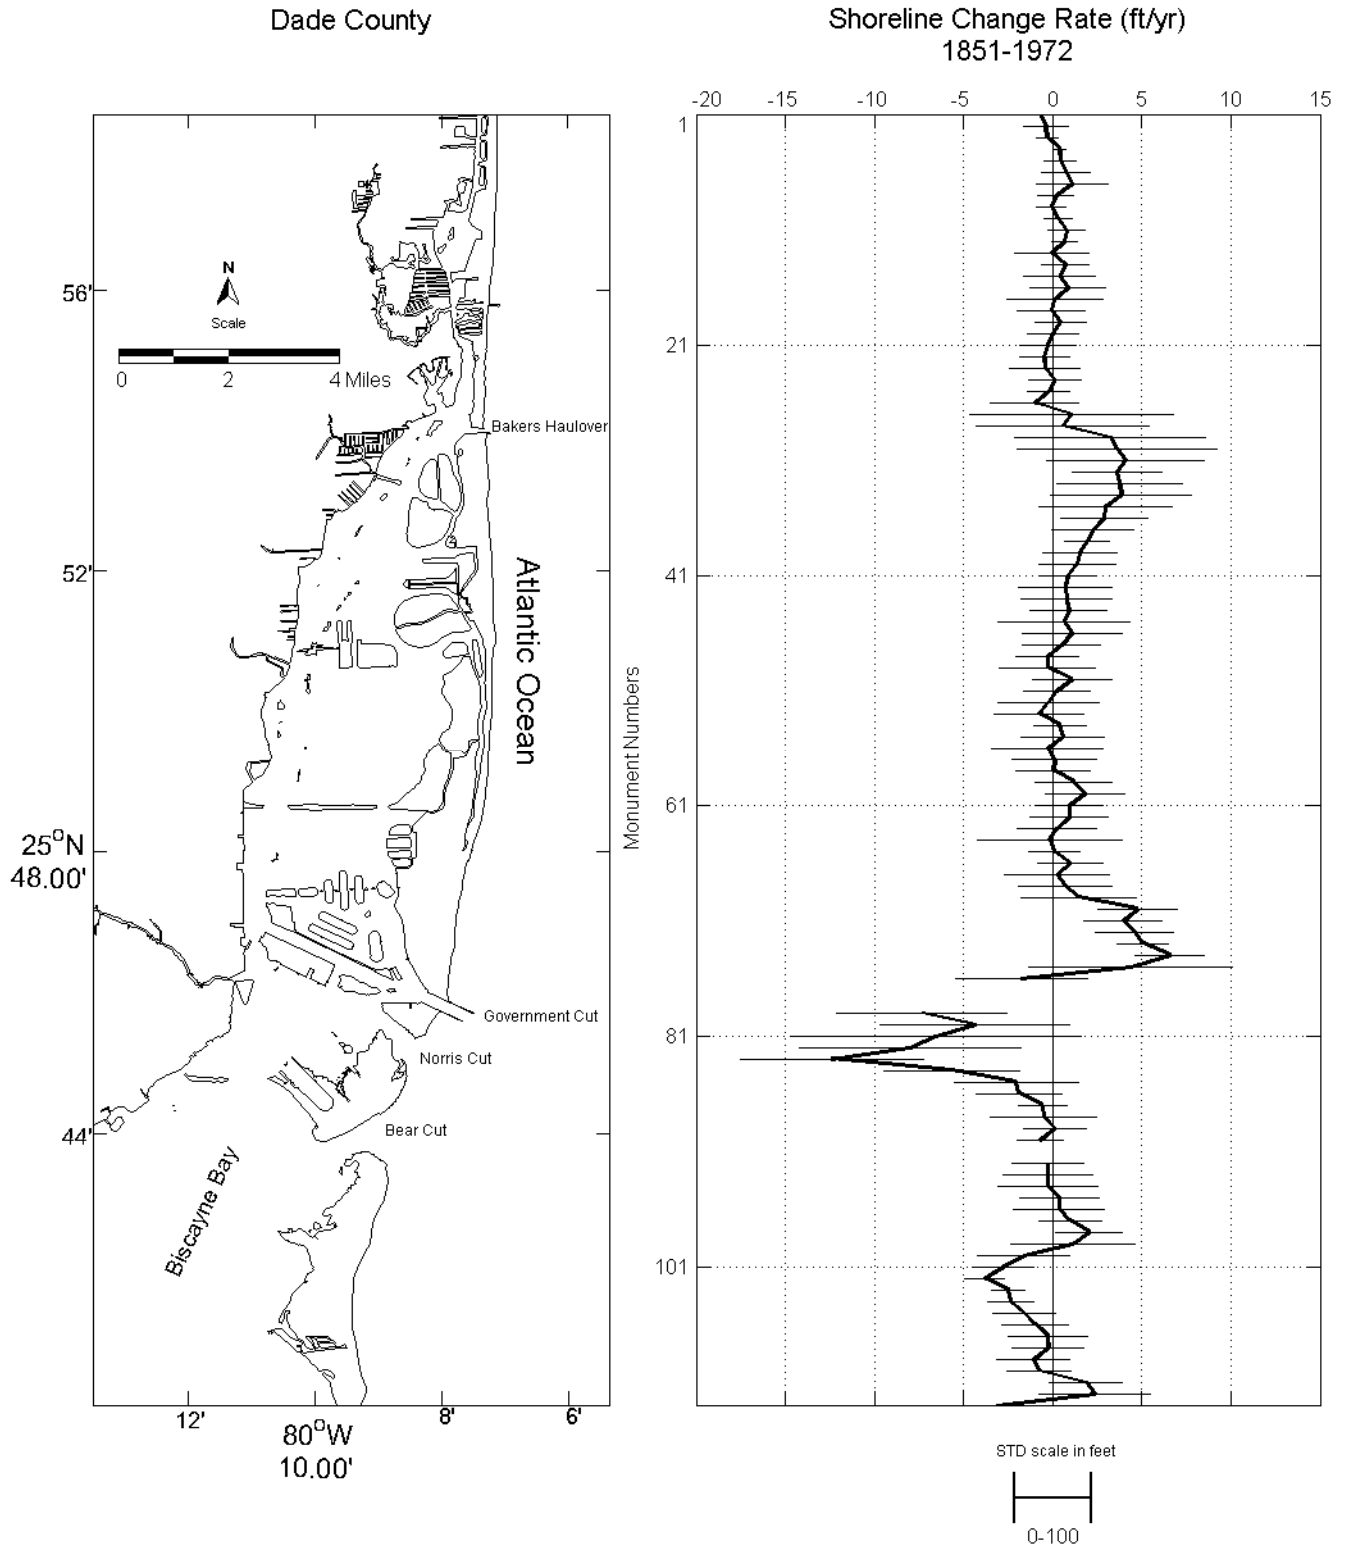 Dade County
Shoreline Change Rate (ft/yr)
1851-1972
-20 -15 -10 -5 0 5 10 15
1
21
41
61
81
101
Monument Numbers
N
Scale
0 2 4 Miles
56'
52'
25°N
48.00'
44'
Bakers Haulover
Atlantic Ocean
Government Cut
Norris Cut
Bear Cut
Biscayne Bay
12' 80°W 8' 6'
10.00'
STD scale in feet
0-100